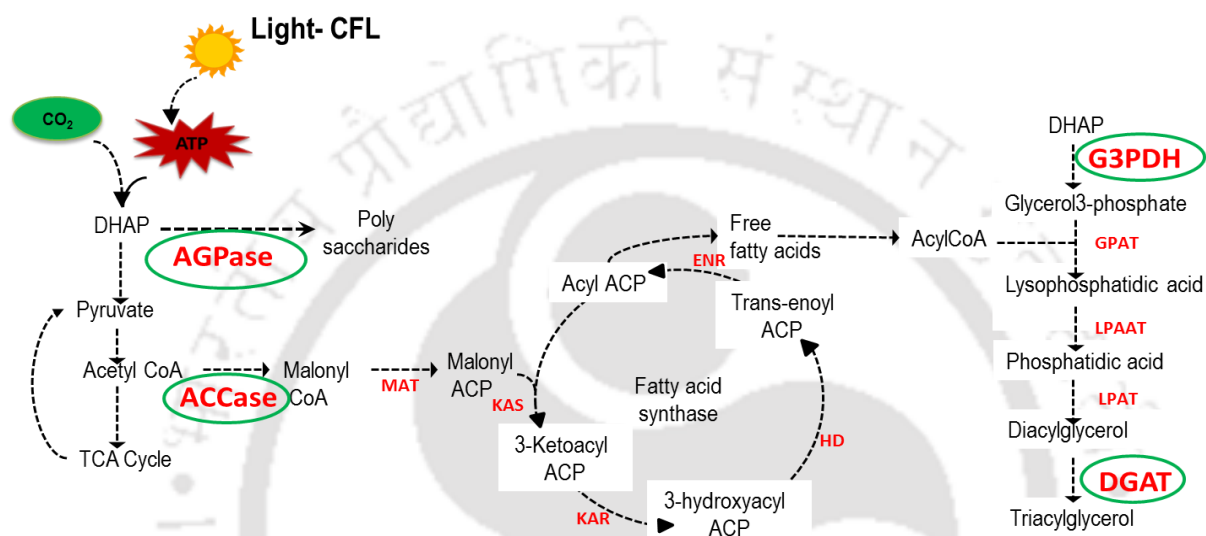 Light- CFL
CO2
ATP
DHAP
AGPase
Poly
saccharides
Pyruvate
Acetyl CoA
ACCase
Malonyl
CoA
TCA Cycle
MAT
Malonyl
ACP
KAS
3-Ketoacyl
ACP
KAR
3-hydroxyacyl
ACP
HD
Trans-enoyl
ACP
ENR
Acyl ACP
Fatty acid
synthase
Free
fatty acids
AcylCoA
DHAP
G3PDH
Glycerol3-phosphate
GPAT
Lysophosphatidic acid
LPAAT
Phosphatidic acid
LPAT
Diacylglycerol
DGAT
Triacylglycerol
प्रौद्योगिकी संस्थान